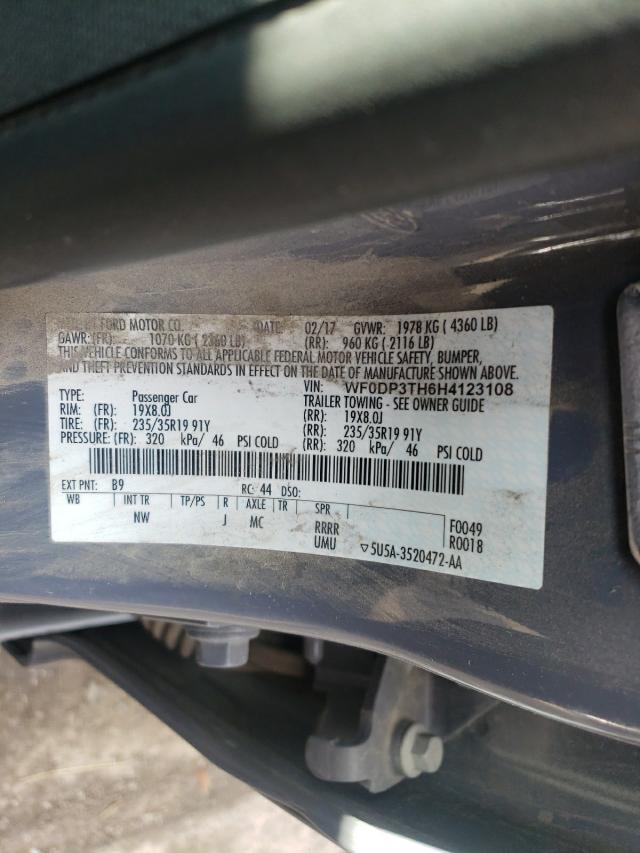 FORD MOTOR CO. DATE: 02/17 GVWR: 1978 KG ( 4360 LB)
GAWR: (FR): 1070 KG ( 2360 LB) (RR): 960 KG ( 2116 LB)
THIS VEHICLE CONFORMS TO ALL APPLICABLE FEDERAL MOTOR VEHICLE SAFETY, BUMPER,
AND THEFT PREVENTION STANDARDS IN EFFECT ON THE DATE OF MANUFACTURE SHOWN ABOVE.
VIN: WF0DP3TH6H4123108
TYPE: Passenger Car TRAILER TOWING - SEE OWNER GUIDE
RIM: (FR): 19X8.0J (RR): 19X8.0J
TIRE: (FR): 235/35R19 91Y (RR): 235/35R19 91Y
PRESSURE: (FR): 320 kPa/ 46 PSI COLD (RR): 320 kPa/ 46 PSI COLD
EXT PNT: B9 RC: 44 DSO:
WB INT TR TP/PS R AXLE TR SPR
NW J MC RRRR F0049
UMU ▽5U5A-3520472-AA R0018